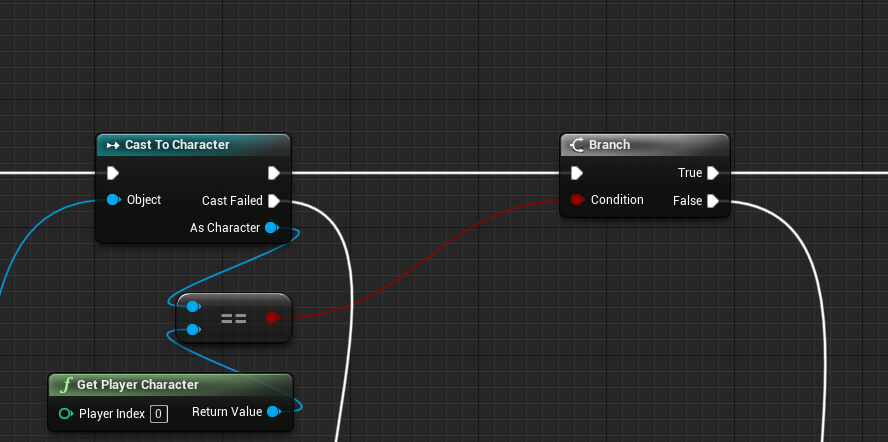 Cast To Character
Object
Cast Failed
As Character
==
f Get Player Character
Player Index 0
Return Value
Branch
True
Condition
False